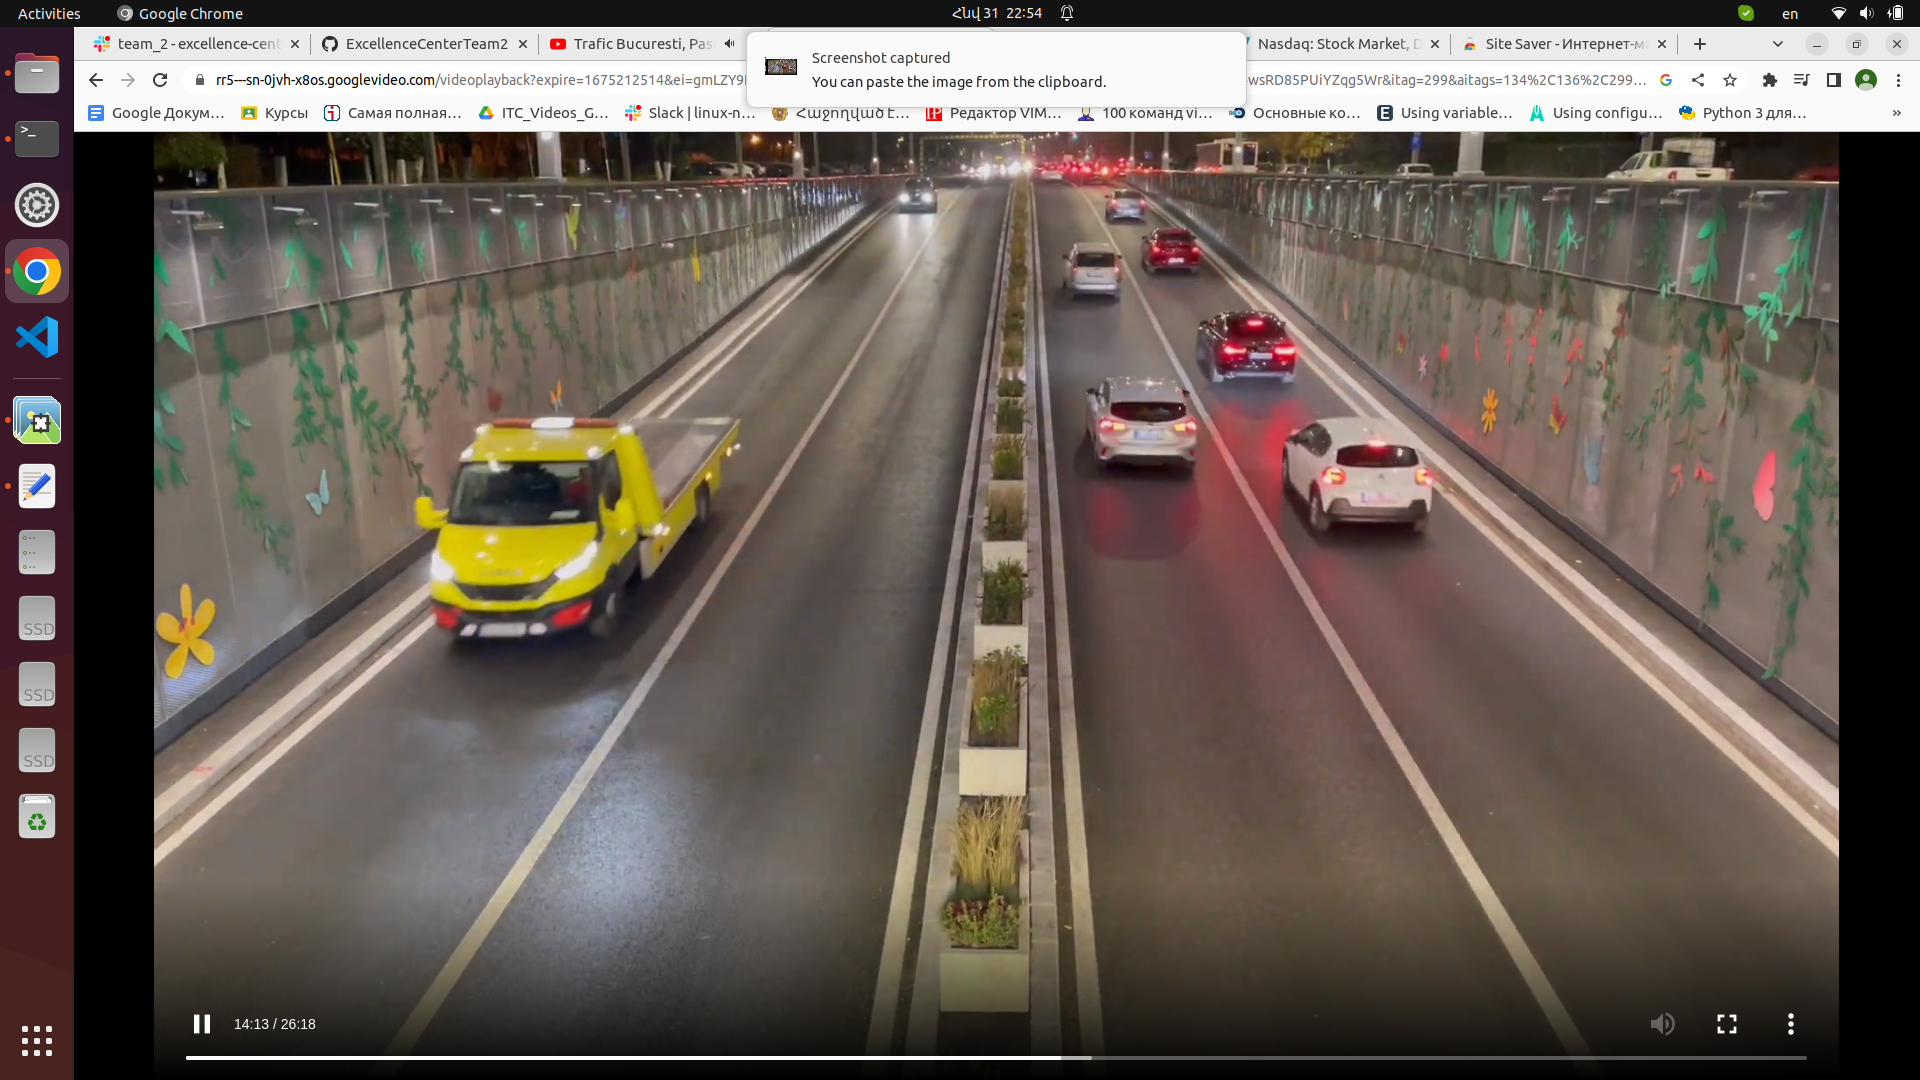 Activities
Google Chrome
Հնվ 31 22:54
en
team_2 - excellence-cent
ExcellenceCenterTeam2
Trafic Bucuresti, Pas
Nasdaq: Stock Market, D
Site Saver - Интернет-м
Screenshot captured
You can paste the image from the clipboard.
rr5---sn-0jvh-x8os.googlevideo.com/videoplayback?expire=1675212514&ei=gmLZY9
wsRD85PUiYZqg5Wr&itag=299&aitags=134%2C136%2C299...
Google Докум...
Курсы
Самая полная...
ITC_Videos_G...
Slack | linux-n...
Հաջողված է...
Редактор VIM...
100 команд vi...
Основные ко...
Using variable...
Using configu...
Python 3 для...
»
SSD
SSD
SSD
14:13 / 26:18